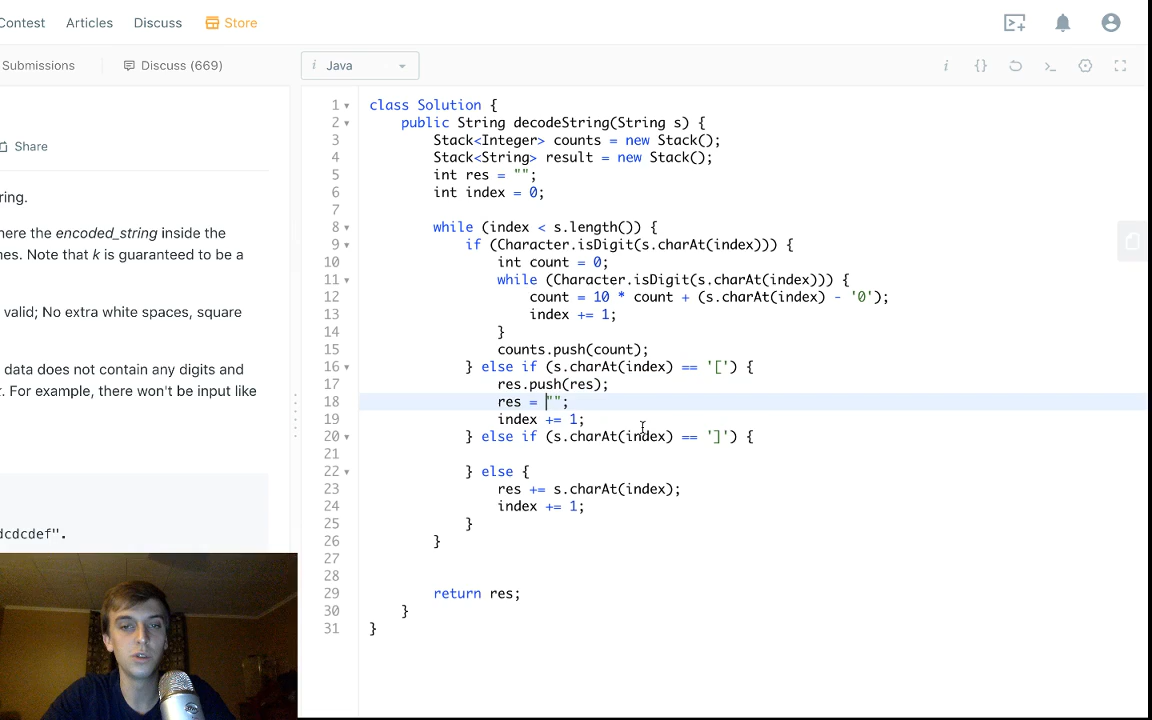 Contest Articles Discuss Store
Submissions Discuss (669) i Java i {}
Share
ring.
here the encoded_string inside the
nes. Note that k is guaranteed to be a
valid; No extra white spaces, square
data does not contain any digits and
. For example, there won't be input like
dcdcdef".
1 class Solution {
2 public String decodeString(String s) {
3 Stack<Integer> counts = new Stack();
4 Stack<String> result = new Stack();
5 int res = "";
6 int index = 0;
7
8 while (index < s.length()) {
9 if (Character.isDigit(s.charAt(index))) {
10 int count = 0;
11 while (Character.isDigit(s.charAt(index))) {
12 count = 10 * count + (s.charAt(index) - '0');
13 index += 1;
14 }
15 counts.push(count);
16 } else if (s.charAt(index) == '[') {
17 res.push(res);
18 res = "";
19 index += 1;
20 } else if (s.charAt(index) == ']') {
21
22 } else {
23 res += s.charAt(index);
24 index += 1;
25 }
26 }
27
28
29 return res;
30 }
31 }